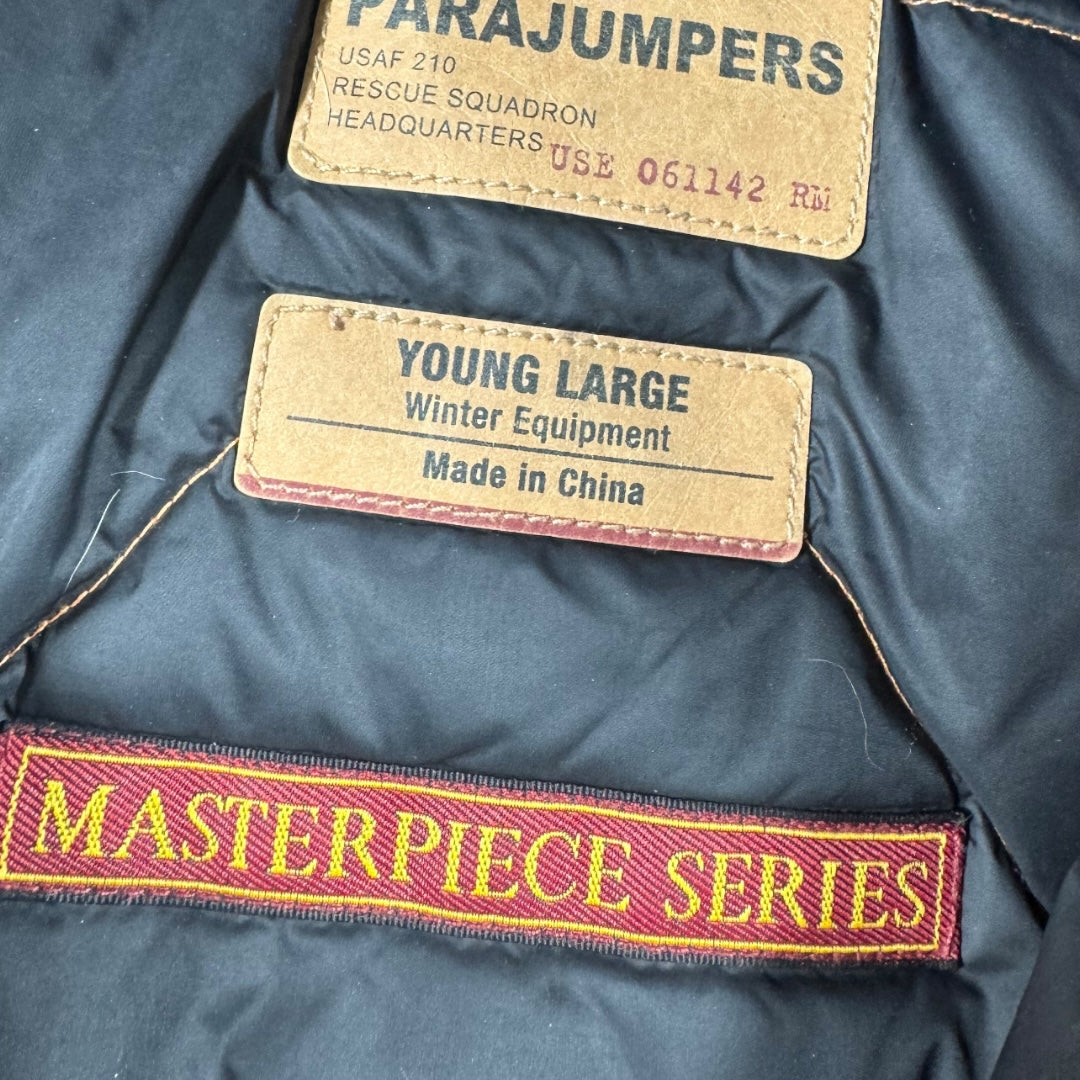 PARAJUMPERS
USAF 210
RESCUE SQUADRON
HEADQUARTERS
USE 061142 RM
YOUNG LARGE
Winter Equipment
Made in China
MASTERPIECE SERIES